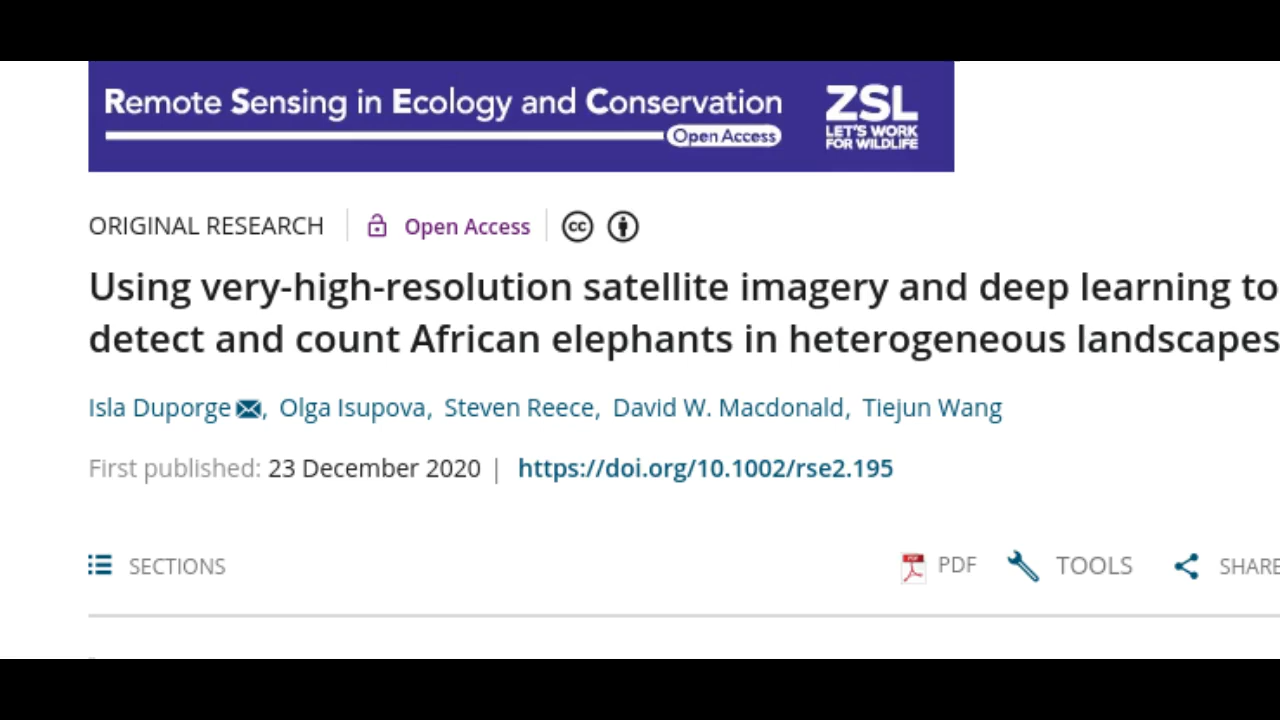 Remote Sensing in Ecology and Conservation
Open Access
ZSL
LET'S WORK
FOR WILDLIFE
ORIGINAL RESEARCH Open Access cc
Using very-high-resolution satellite imagery and deep learning to
detect and count African elephants in heterogeneous landscapes
Isla Duporge, Olga Isupova, Steven Reece, David W. Macdonald, Tiejun Wang
First published: 23 December 2020 | https://doi.org/10.1002/rse2.195
SECTIONS PDF TOOLS SHARE